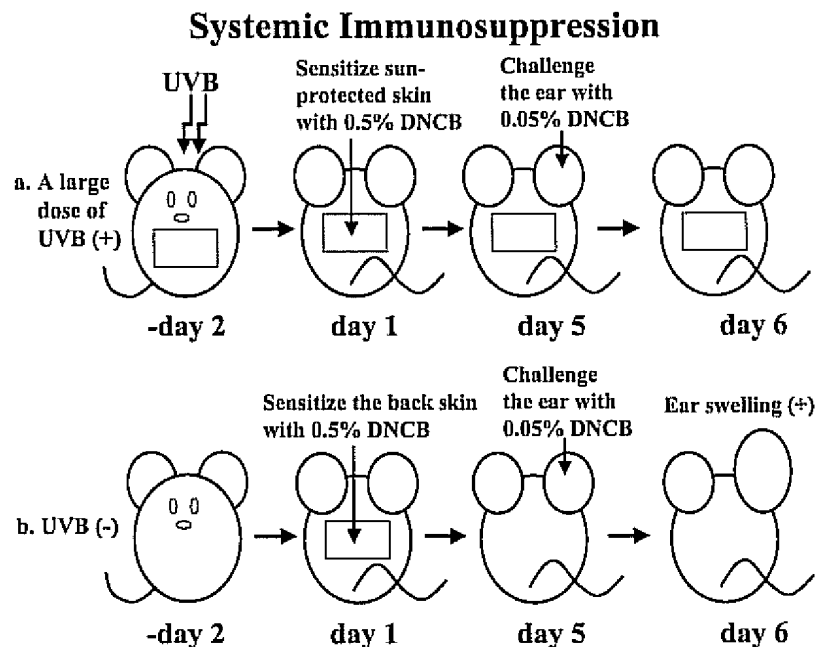 Systemic Immunosuppression
UVB
Sensitize sun-
protected skin
with 0.5% DNCB
Challenge
the ear with
0.05% DNCB
a. A large
dose of
UVB (+)
-day 2
day 1
day 5
day 6
Sensitize the back skin
with 0.5% DNCB
Challenge
the ear with
0.05% DNCB
Ear swelling (+)
b. UVB (-)
-day 2
day 1
day 5
day 6